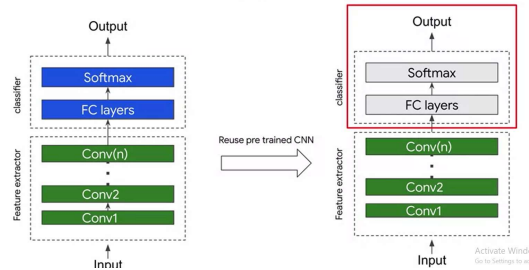 Output
classifier
Softmax
FC layers
Feature extractor
Conv(n)
Conv2
Conv1
Input
Reuse pre trained CNN
Output
classifier
Softmax
FC layers
Feature extractor
Conv(n)
Conv2
Conv1
Input
Activate Windo
Go to Settings to a